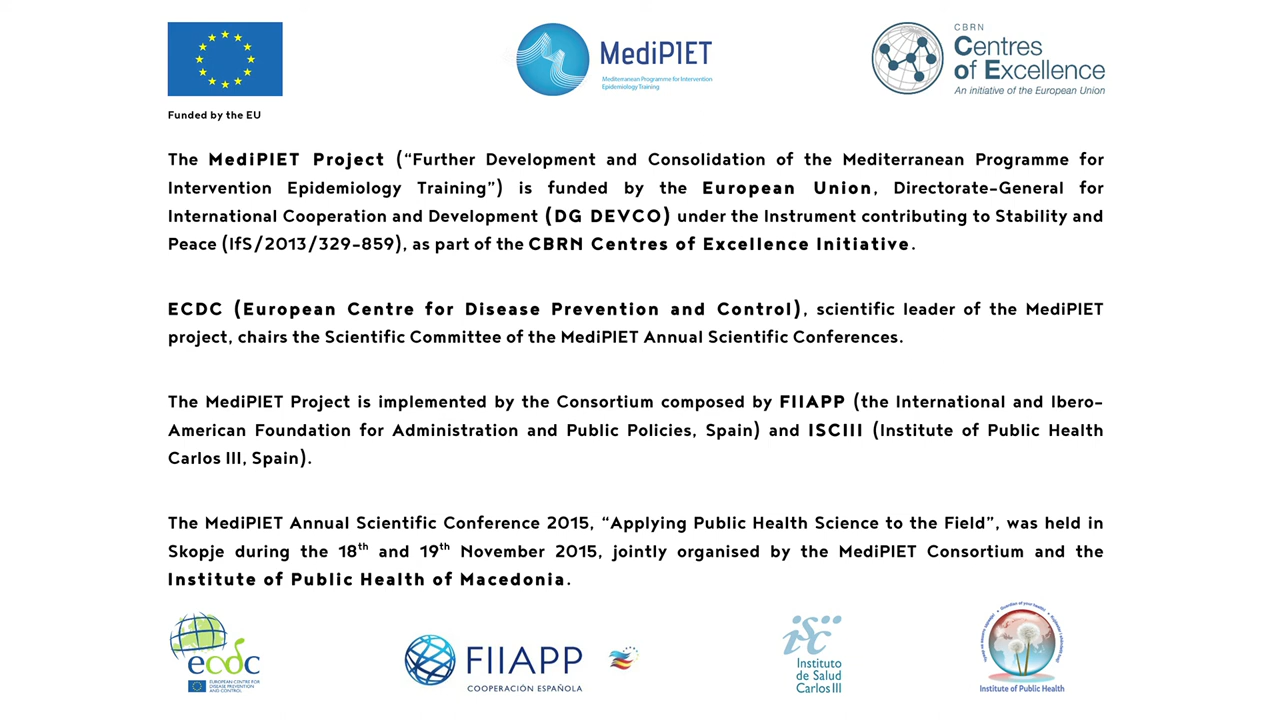 MediPIET
Mediterranean Programme for Intervention
Epidemiology Training
CBRN
Centres
of Excellence
An initiative of the European Union
Funded by the EU
The MediPIET Project (“Further Development and Consolidation of the Mediterranean Programme for
Intervention Epidemiology Training”) is funded by the European Union, Directorate-General for
International Cooperation and Development (DG DEVCO) under the Instrument contributing to Stability and
Peace (IfS/2013/329-859), as part of the CBRN Centres of Excellence Initiative.
ECDC (European Centre for Disease Prevention and Control), scientific leader of the MediPIET
project, chairs the Scientific Committee of the MediPIET Annual Scientific Conferences.
The MediPIET Project is implemented by the Consortium composed by FIIAPP (the International and Ibero-
American Foundation for Administration and Public Policies, Spain) and ISCIII (Institute of Public Health
Carlos III, Spain).
The MediPIET Annual Scientific Conference 2015, “Applying Public Health Science to the Field”, was held in
Skopje during the 18th and 19th November 2015, jointly organised by the MediPIET Consortium and the
Institute of Public Health of Macedonia.
ecdc
EUROPEAN CENTRE FOR
DISEASE PREVENTION
AND CONTROL
FIIAPP
COOPERACIÓN ESPAÑOLA
isciii
Instituto
de Salud
Carlos III
Guardian of your health!
Institute of Public Health